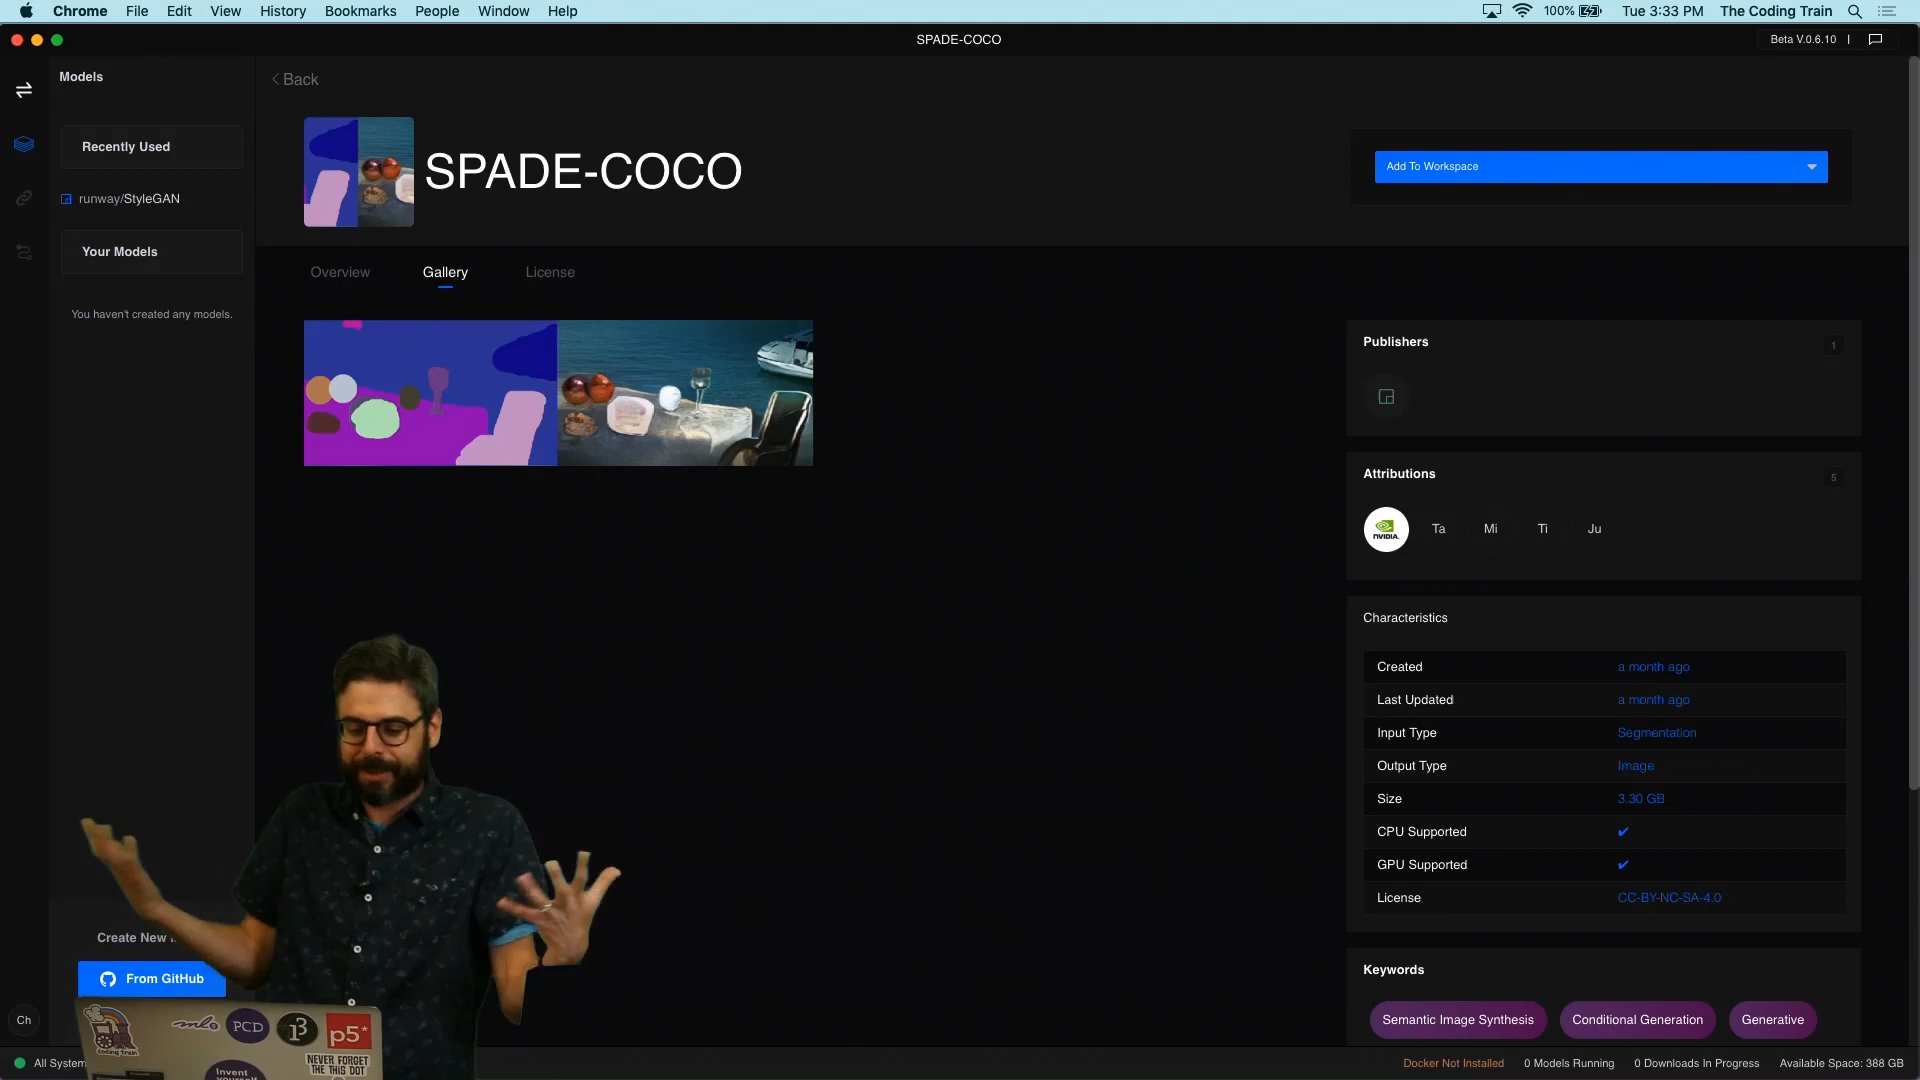 Chrome File Edit View History Bookmarks People Window Help 100% Tue 3:33 PM The Coding Train
SPADE-COCO
Beta V.0.6.10
Models
Back
Recently Used
runway/StyleGAN
Your Models
You haven't created any models.
SPADE-COCO
Add To Workspace
Overview Gallery License
Publishers 1
Attributions 5
NVIDIA. Ta Mi Ti Ju
Characteristics
Created a month ago
Last Updated a month ago
Input Type Segmentation
Output Type Image
Size 3.30 GB
CPU Supported ✔
GPU Supported ✔
License CC-BY-NC-SA-4.0
Keywords
Semantic Image Synthesis Conditional Generation Generative
Create New
From GitHub
Ch
coding train
PCD
p5*
NEVER FORGET
THE THIS DOT
Invent
yourself
All System
Docker Not Installed 0 Models Running 0 Downloads In Progress Available Space: 388 GB